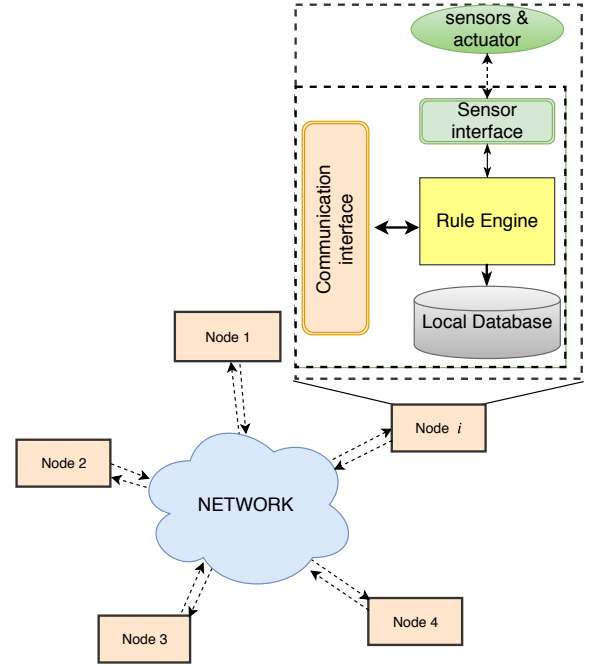 sensors &
actuator
Sensor
interface
Communication
interface
Rule Engine
Local Database
Node 1
Node i
Node 2
NETWORK
Node 3
Node 4